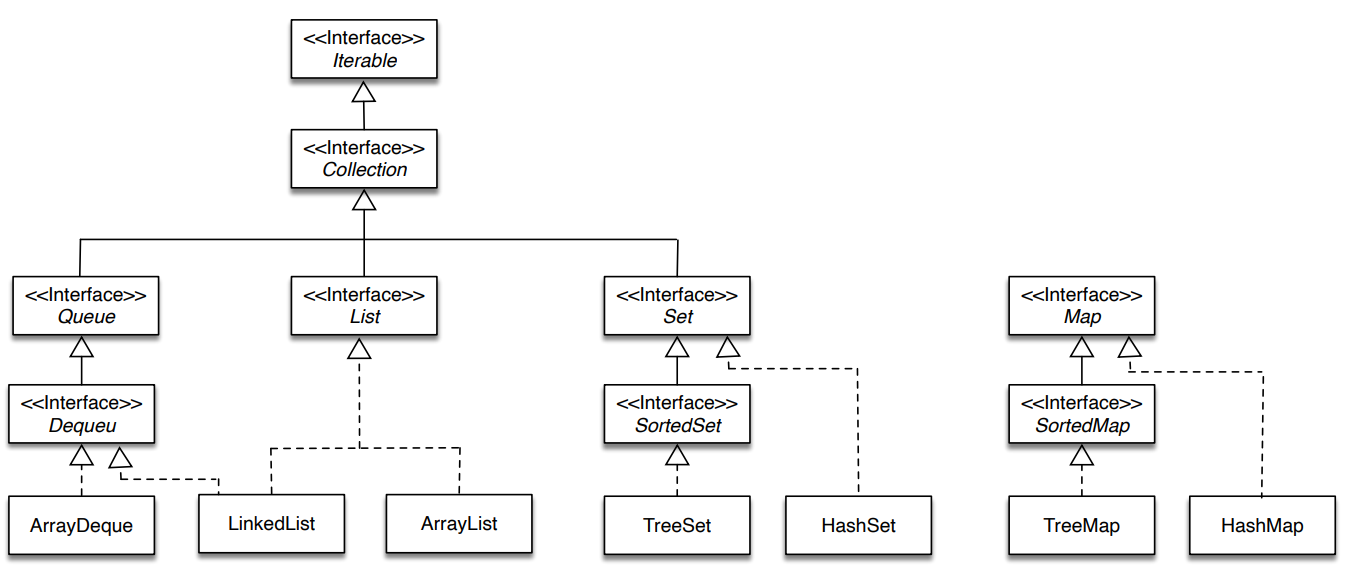 <<Interface>>
Iterable
<<Interface>>
Collection
<<Interface>>
Queue
<<Interface>>
List
<<Interface>>
Set
<<Interface>>
Map
<<Interface>>
Dequeu
<<Interface>>
SortedSet
<<Interface>>
SortedMap
ArrayDeque
LinkedList
ArrayList
TreeSet
HashSet
TreeMap
HashMap